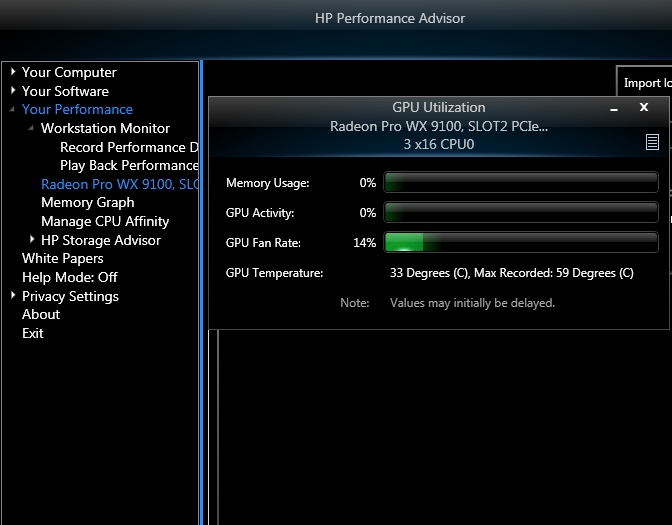 HP Performance Advisor
Your Computer
Your Software
Your Performance
Workstation Monitor
Record Performance D
Play Back Performance
Radeon Pro WX 9100, SLO
Memory Graph
Manage CPU Affinity
HP Storage Advisor
White Papers
Help Mode: Off
Privacy Settings
About
Exit
Import lo
GPU Utilization
Radeon Pro WX 9100, SLOT2 PCIe...
3 x16 CPU0
Memory Usage: 0%
GPU Activity: 0%
GPU Fan Rate: 14%
GPU Temperature: 33 Degrees (C), Max Recorded: 59 Degrees (C)
Note: Values may initially be delayed.